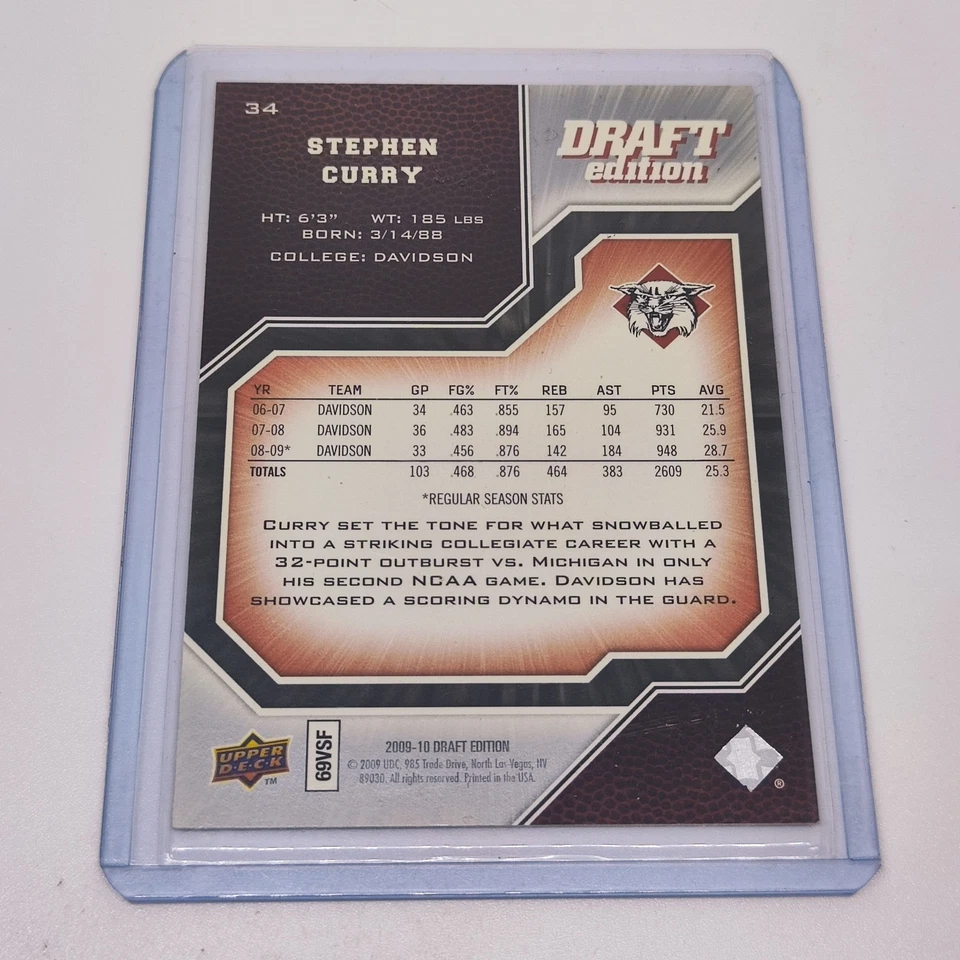 34
STEPHEN
CURRY
HT: 6'3" WT: 185 LBS
BORN: 3/14/88
COLLEGE: DAVIDSON
DRAFT
edition
YR TEAM GP FG% FT% REB AST PTS AVG
06-07 DAVIDSON 34 .463 .855 157 95 730 21.5
07-08 DAVIDSON 36 .483 .894 165 104 931 25.9
08-09* DAVIDSON 33 .456 .876 142 184 948 28.7
TOTALS 103 .468 .876 464 383 2609 25.3
*REGULAR SEASON STATS
CURRY SET THE TONE FOR WHAT SNOWBALLED
INTO A STRIKING COLLEGIATE CAREER WITH A
32-POINT OUTBURST VS. MICHIGAN IN ONLY
HIS SECOND NCAA GAME. DAVIDSON HAS
SHOWCASED A SCORING DYNAMO IN THE GUARD.
UPPER
D·E·C·K
TM
69VSF
2009-10 DRAFT EDITION
© 2009 UDC, 985 Trade Drive, North Las Vegas, NV
89030. All rights reserved. Printed in the USA.
®